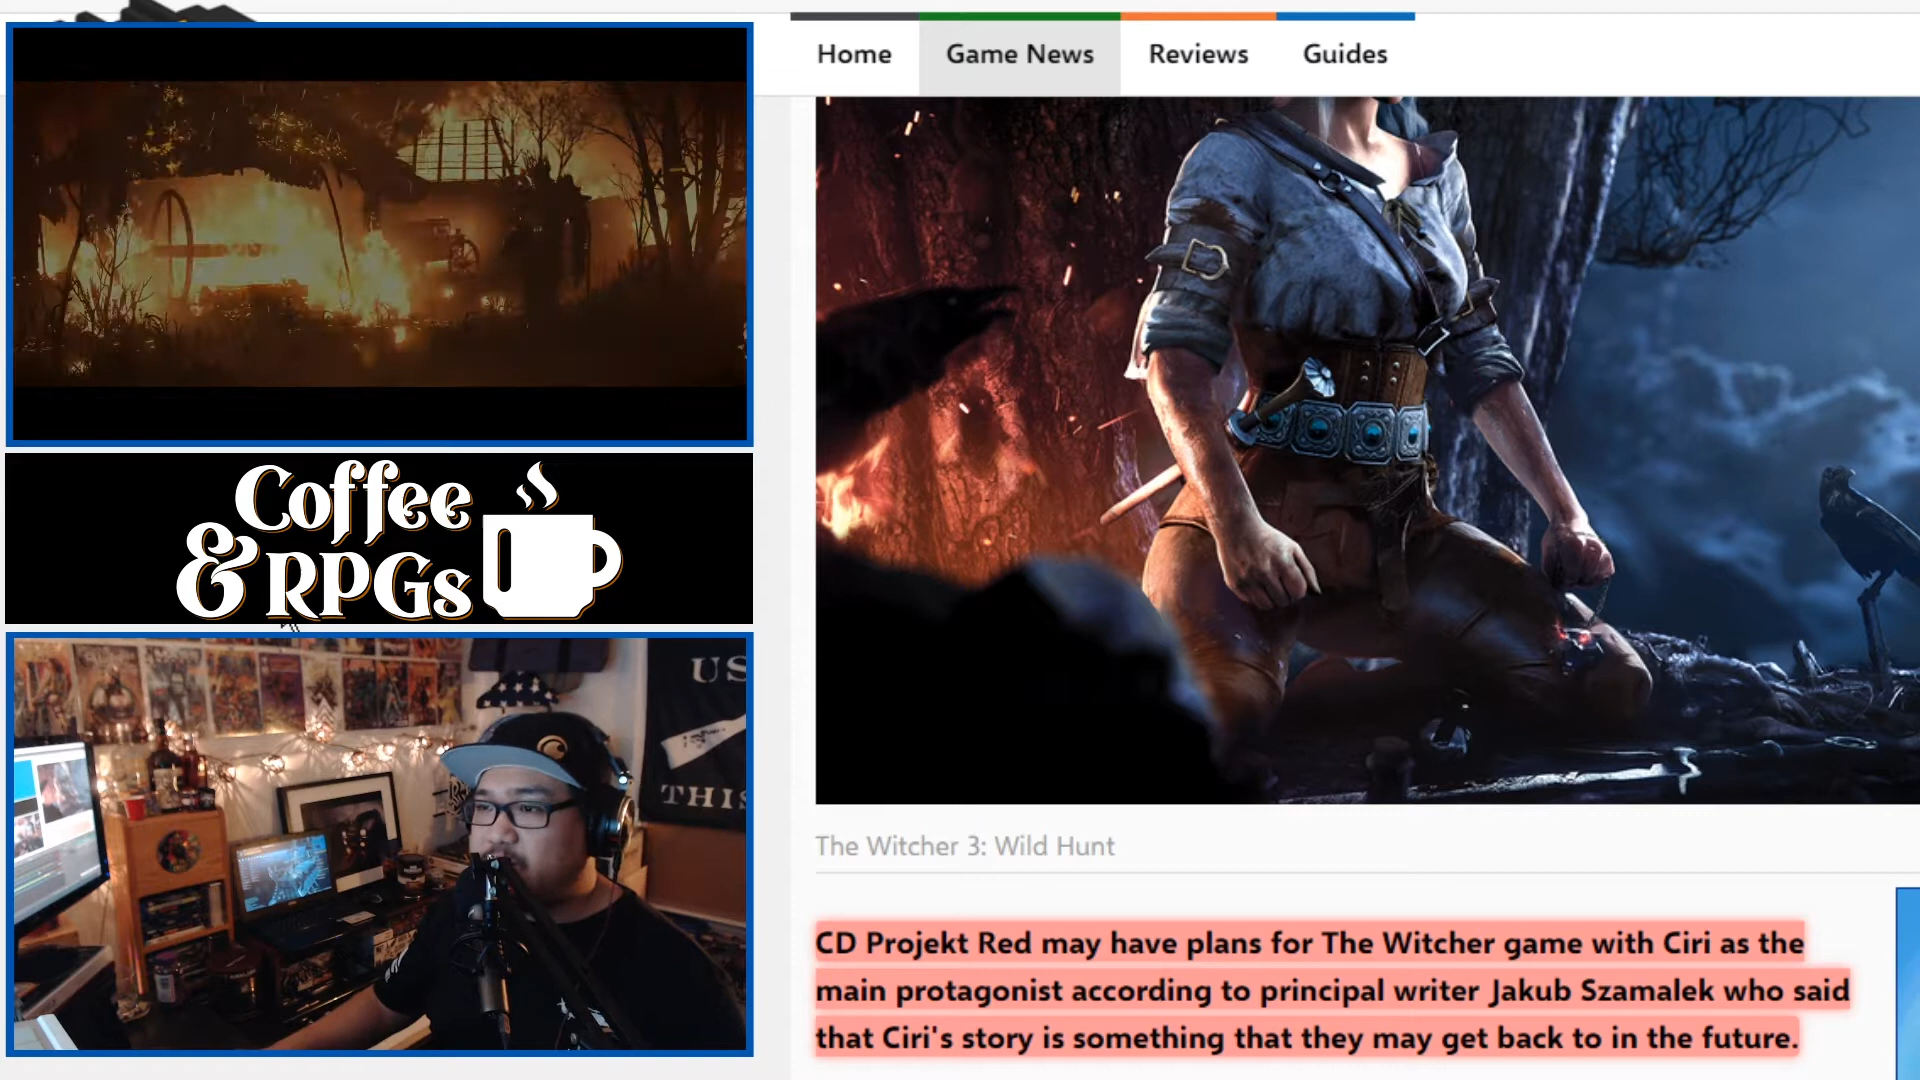 Home Game News Reviews Guides
Coffee
& RPGs
US
THIS
The Witcher 3: Wild Hunt
CD Projekt Red may have plans for The Witcher game with Ciri as the
main protagonist according to principal writer Jakub Szamalek who said
that Ciri's story is something that they may get back to in the future.